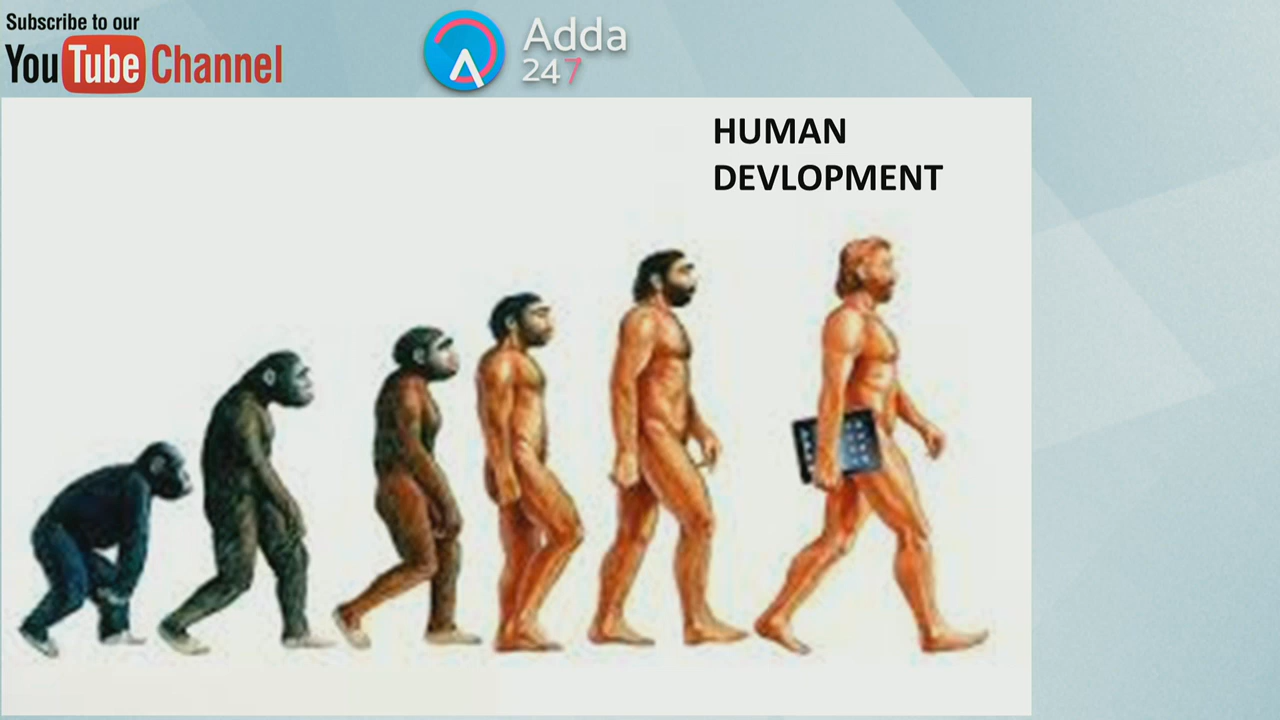 Subscribe to our
YouTube Channel
Adda
247
HUMAN
DEVLOPMENT